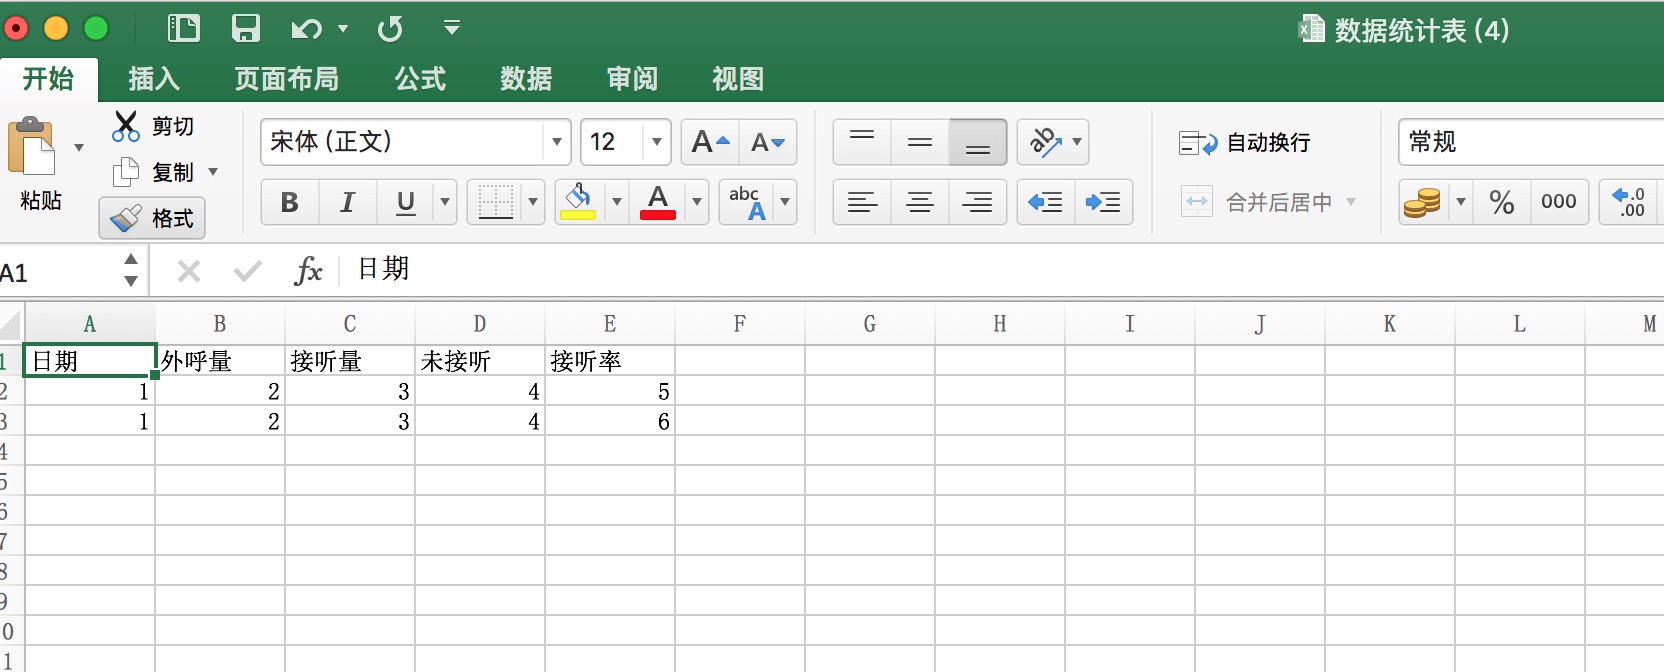 数据统计表 (4)
开始 插入 页面布局 公式 数据 审阅 视图
粘贴 剪切 复制 格式
宋体 (正文) 12 A A ab 自动换行 常规
B I U A abc A 合并后居中 % 000 .0 .00
A1 fx 日期
A B C D E F G H I J K L M
1 日期 外呼量 接听量 未接听 接听率
2 1 2 3 4 5
3 1 2 3 4 6
4
5
6
7
8
9
0
1